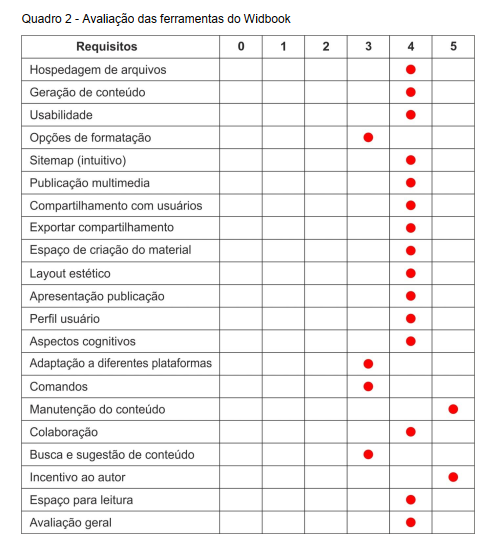 Quadro 2 - Avaliação das ferramentas do Widbook
Requisitos 0 1 2 3 4 5
Hospedagem de arquivos
Geração de conteúdo
Usabilidade
Opções de formatação
Sitemap (intuitivo)
Publicação multimedia
Compartilhamento com usuários
Exportar compartilhamento
Espaço de criação do material
Layout estético
Apresentação publicação
Perfil usuário
Aspectos cognitivos
Adaptação a diferentes plataformas
Comandos
Manutenção do conteúdo
Colaboração
Busca e sugestão de conteúdo
Incentivo ao autor
Espaço para leitura
Avaliação geral